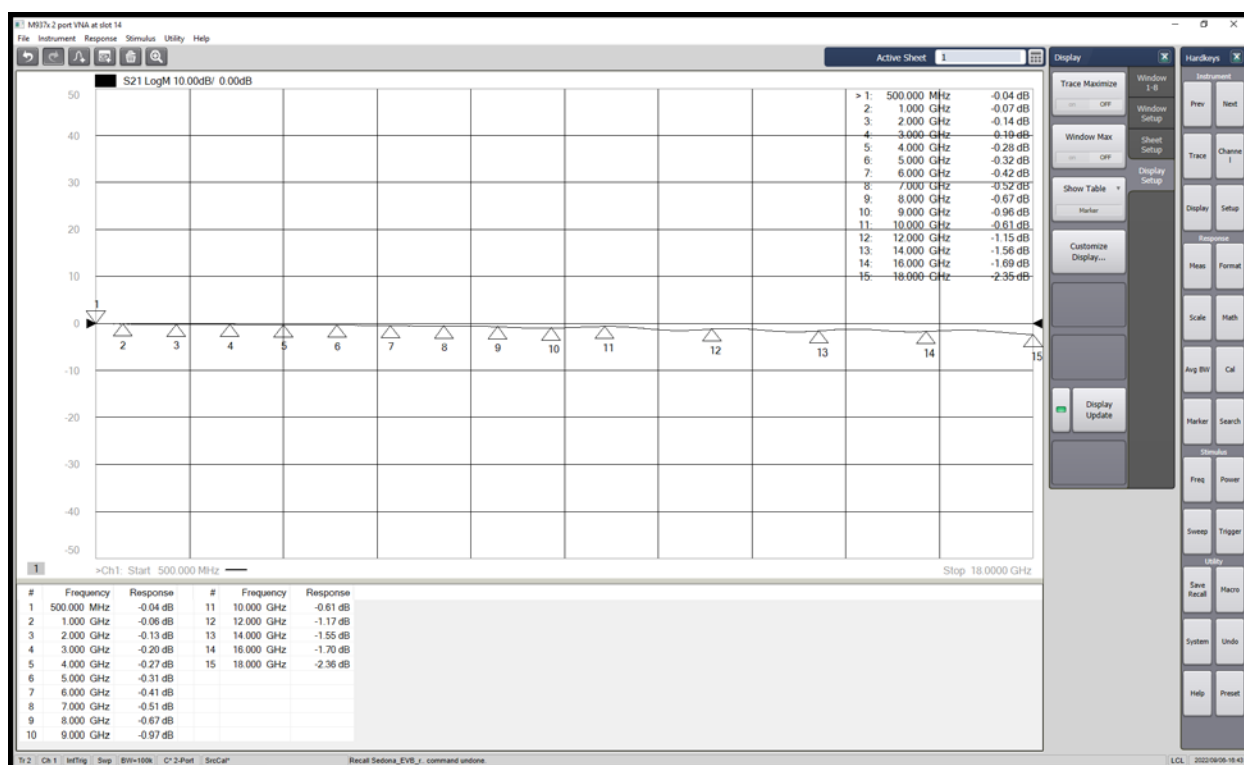 M937x 2 port VNA at slot 14
File Instrument Response Stimulus Utility Help
Active Sheet 1
S21 LogM 10.00dB/ 0.00dB
50
40
30
20
10
0
-10
-20
-30
-40
-50
> 1: 500.000 MHz -0.04 dB
2: 1.000 GHz -0.07 dB
3: 2.000 GHz -0.14 dB
4: 3.000 GHz -0.19 dB
5: 4.000 GHz -0.28 dB
6: 5.000 GHz -0.32 dB
7: 6.000 GHz -0.42 dB
8: 7.000 GHz -0.52 dB
9: 8.000 GHz -0.67 dB
10: 9.000 GHz -0.96 dB
11: 10.000 GHz -0.61 dB
12: 12.000 GHz -1.15 dB
13: 14.000 GHz -1.56 dB
14: 16.000 GHz -1.69 dB
15: 18.000 GHz -2.35 dB
1
2 3 4 5 6 7 8 9 10 11 12 13 14 15
1 >Ch1: Start 500.000 MHz Stop 18.0000 GHz
# Frequency Response # Frequency Response
1 500.000 MHz -0.04 dB 11 10.000 GHz -0.61 dB
2 1.000 GHz -0.06 dB 12 12.000 GHz -1.17 dB
3 2.000 GHz -0.13 dB 13 14.000 GHz -1.55 dB
4 3.000 GHz -0.20 dB 14 16.000 GHz -1.70 dB
5 4.000 GHz -0.27 dB 15 18.000 GHz -2.36 dB
6 5.000 GHz -0.31 dB
7 6.000 GHz -0.41 dB
8 7.000 GHz -0.51 dB
9 8.000 GHz -0.67 dB
10 9.000 GHz -0.97 dB
Display
Trace Maximize
on OFF
Window Max
on OFF
Show Table
Marker
Customize
Display...
Display
Update
Window
1-8
Window
Setup
Sheet
Setup
Display
Setup
Hardkeys
Instrument
Prev Next
Trace Channe
l
Display Setup
Response
Meas Format
Scale Math
Avg BW Cal
Marker Search
Stimulus
Freq Power
Sweep Trigger
Utility
Save
Recall Macro
System Undo
Help Preset
Tr 2 Ch 1 IntTrig Swp BW=100k C* 2-Port SrcCal* Recall Sedona_EVB_r.. command undone. LCL 2022/09/06-16:43